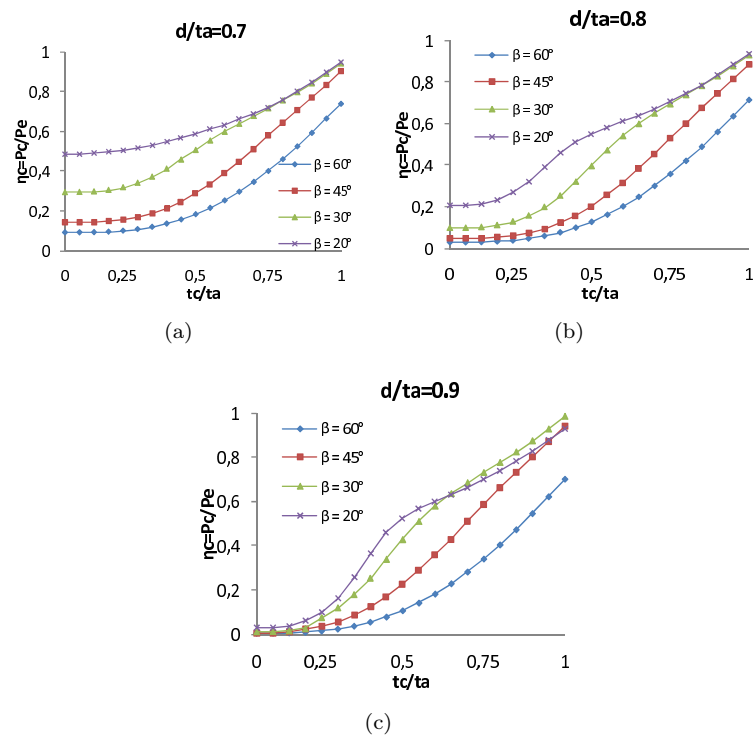 d/ta=0.7
1
0,8
0,6
0,4
0,2
0
ηc=Pc/Pe
β = 60°
β = 45°
β = 30°
β = 20°
0 0,25 0,5 0,75 1
tc/ta
(a)
d/ta=0.8
1
0,8
0,6
0,4
0,2
0
ηc=Pc/Pe
β = 60°
β = 45°
β = 30°
β = 20°
0 0,25 0,5 0,75 1
tc/ta
(b)
d/ta=0.9
1
0,8
0,6
0,4
0,2
0
ηc=Pc/Pe
β = 60°
β = 45°
β = 30°
β = 20°
0 0,25 0,5 0,75 1
tc/ta
(c)